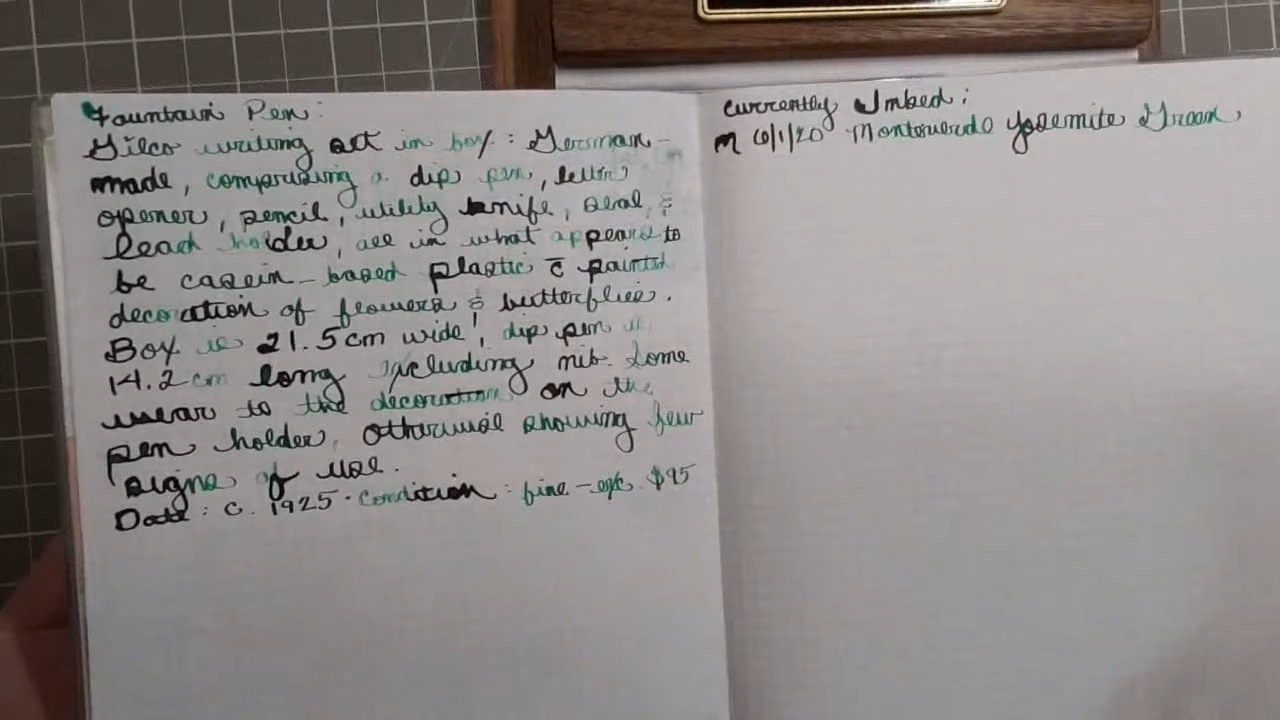 Fountain Pen:
Gilco writing set in box: German-
made, comprising a dip pen, letter
opener, pencil, utility knife, seal, &
lead holder, all in what appears to
be casein-based plastic c̄ painted
decoration of flowers & butterflies.
Box is 21.5cm wide; dip pen is
14.2cm long including nib. Some
wear to the decoration on the
pen holder, otherwise showing few
signs of use.
Date: c. 1925. Condition: fine-exc. $95
Currently Inked:
M 6/1/20 Monteverde Yosemite Green,